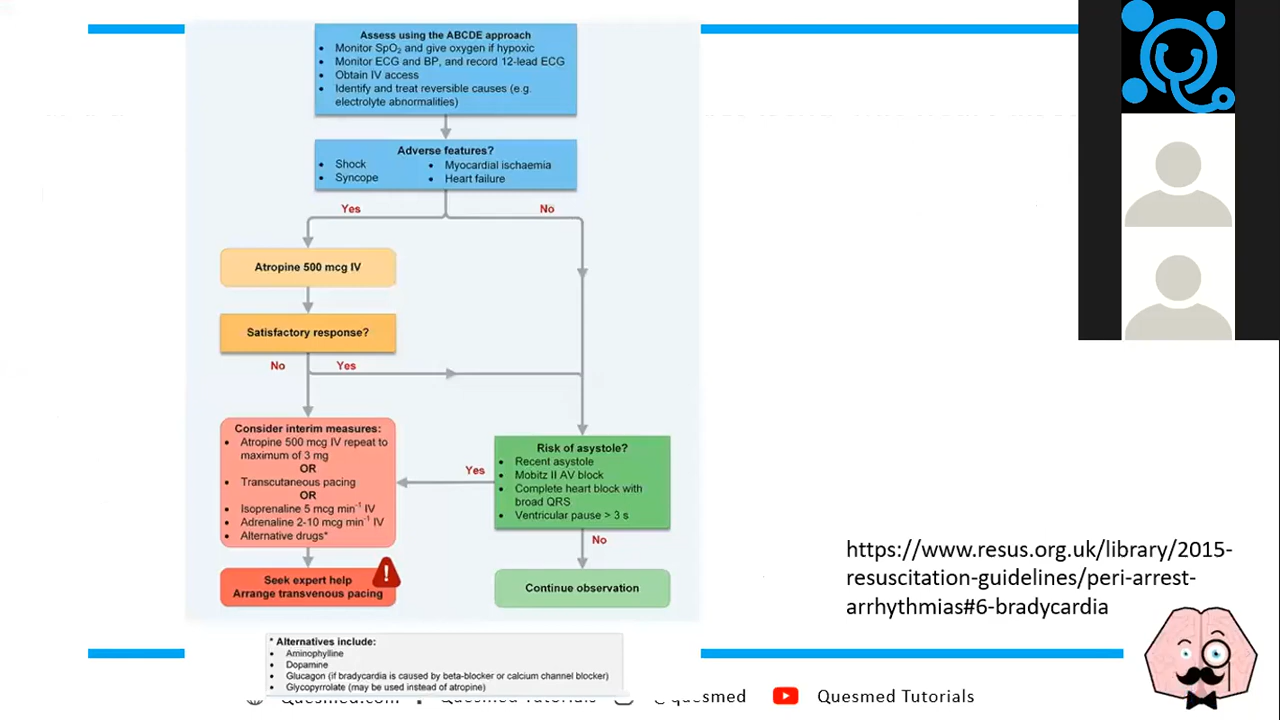 Assess using the ABCDE approach
• Monitor SpO₂ and give oxygen if hypoxic
• Monitor ECG and BP, and record 12-lead ECG
• Obtain IV access
• Identify and treat reversible causes (e.g.
electrolyte abnormalities)
Adverse features?
• Shock
• Syncope
• Myocardial ischaemia
• Heart failure
Yes
No
Atropine 500 mcg IV
Satisfactory response?
No
Yes
Consider interim measures:
• Atropine 500 mcg IV repeat to
maximum of 3 mg
OR
• Transcutaneous pacing
OR
• Isoprenaline 5 mcg min⁻¹ IV
• Adrenaline 2-10 mcg min⁻¹ IV
• Alternative drugs*
Yes
Risk of asystole?
• Recent asystole
• Mobitz II AV block
• Complete heart block with
broad QRS
• Ventricular pause > 3 s
No
!
Seek expert help
Arrange transvenous pacing
Continue observation
* Alternatives include:
• Aminophylline
• Dopamine
• Glucagon (if bradycardia is caused by beta-blocker or calcium channel blocker)
• Glycopyrrolate (may be used instead of atropine)
https://www.resus.org.uk/library/2015-
resuscitation-guidelines/peri-arrest-
arrhythmias#6-bradycardia
Quesmed.com Quesmed Tutorials @quesmed Quesmed Tutorials